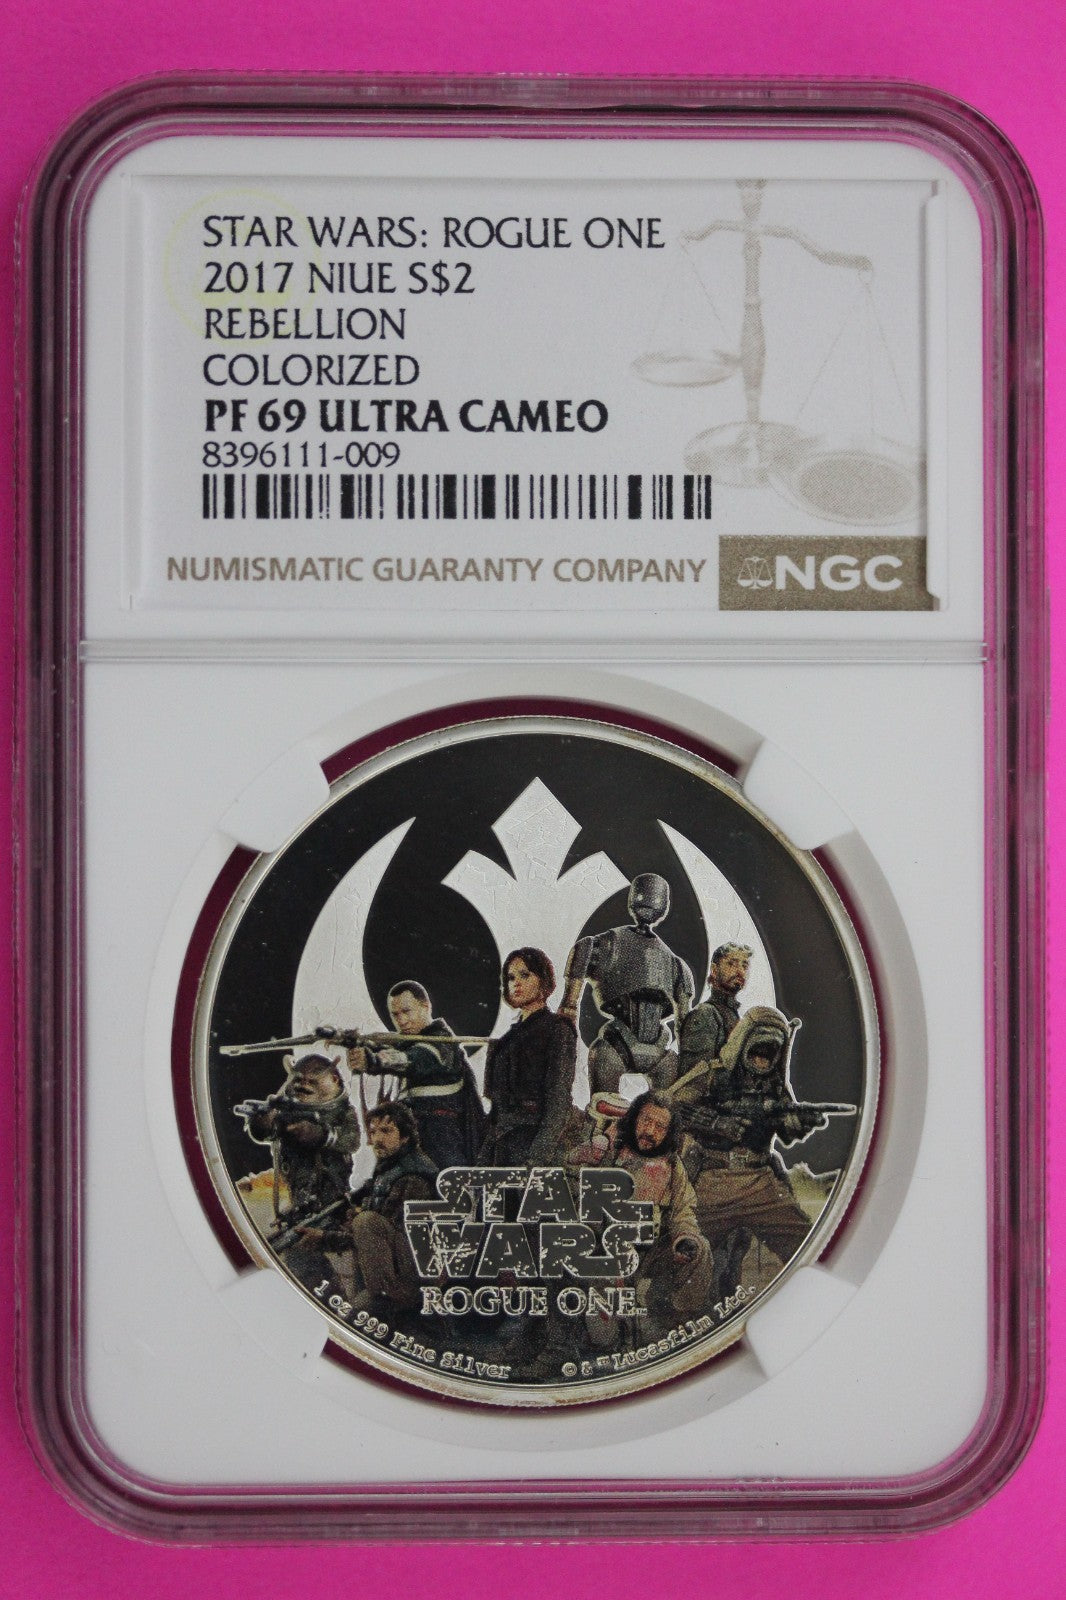 STAR WARS: ROGUE ONE
2017 NIUE S$2
REBELLION
COLORIZED
PF 69 ULTRA CAMEO
8396111-009
NUMISMATIC GUARANTY COMPANY
NGC
STAR
WARS
ROGUE ONE
1 oz 999 Fine Silver
© & ™ Lucasfilm Ltd.